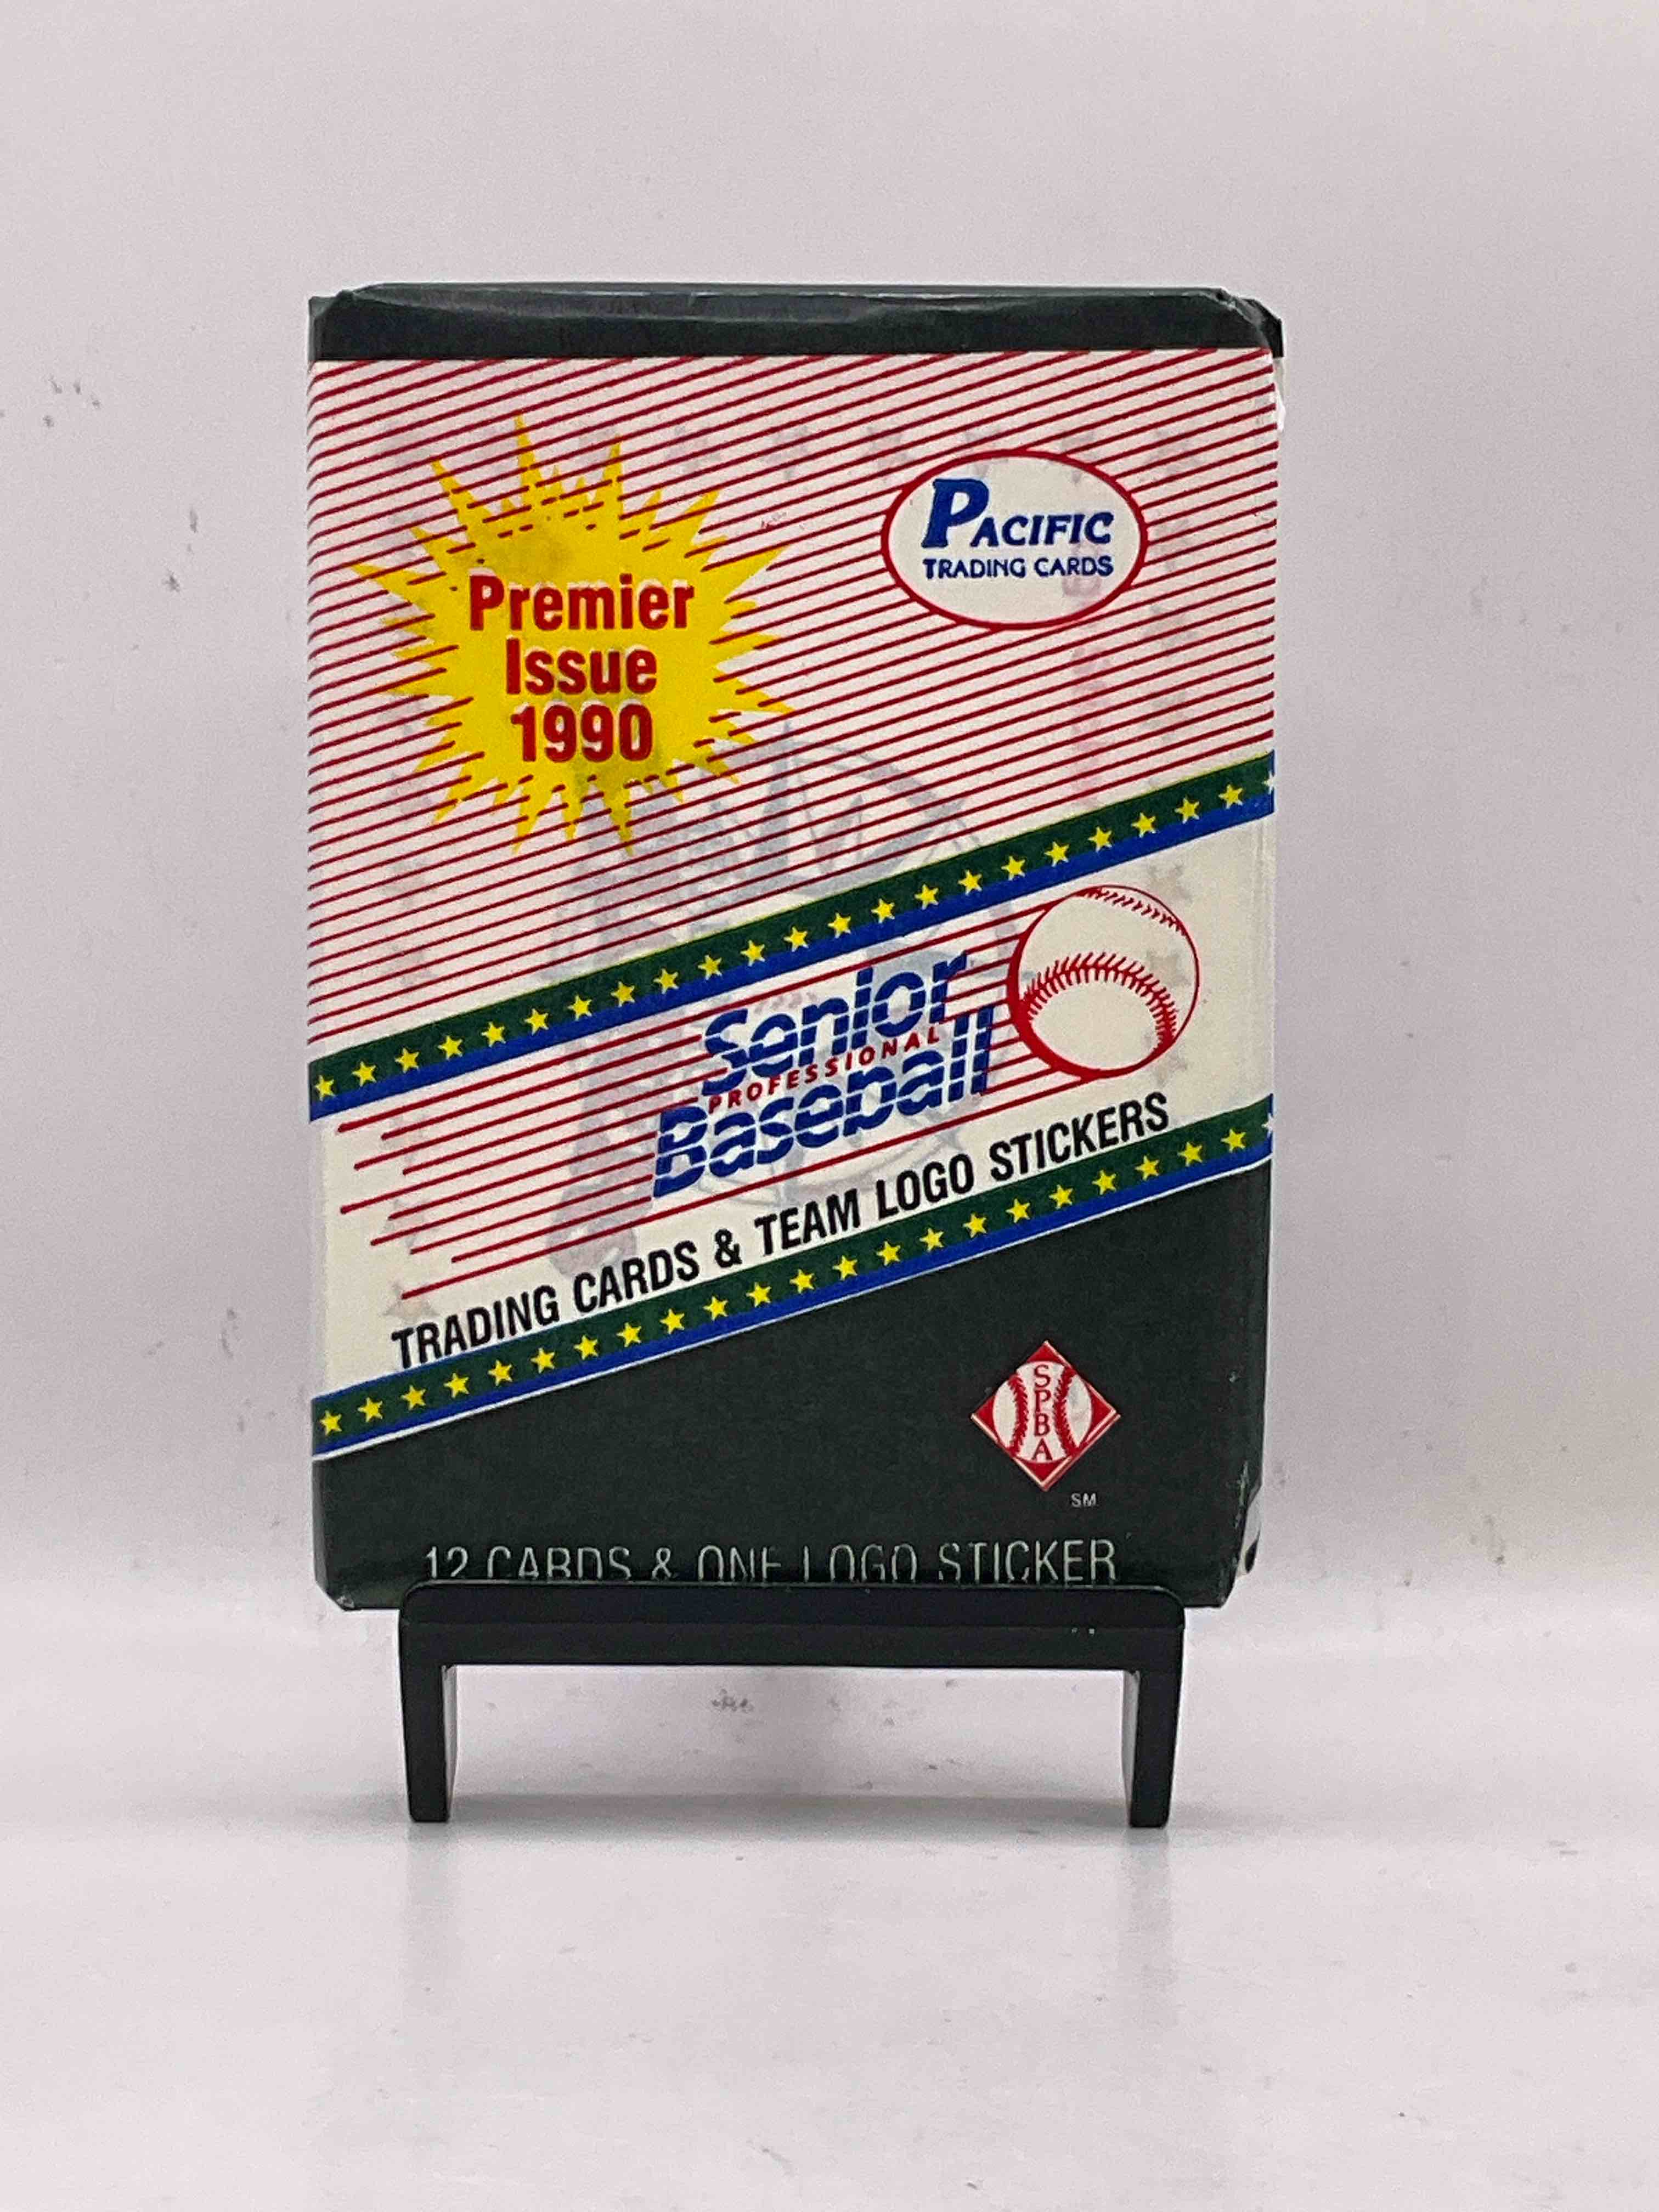 Premier
Issue
1990
PACIFIC
TRADING CARDS
Senior
PROFESSIONAL
Baseball
TRADING CARDS & TEAM LOGO STICKERS
SPBA
SM
12 CARDS & ONE LOGO STICKER